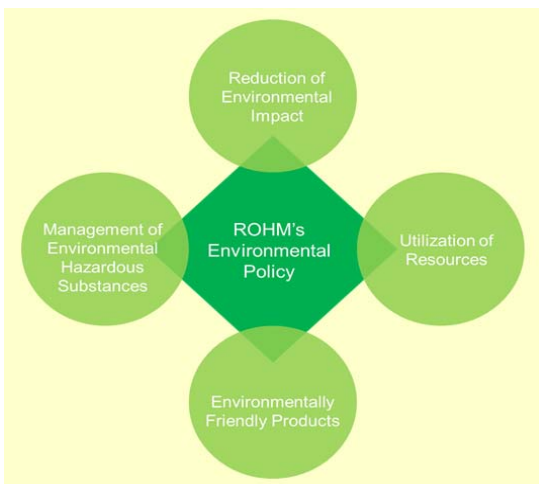 Reduction of
Environmental
Impact
Management of
Environmental
Hazardous
Substances
ROHM's
Environmental
Policy
Utilization of
Resources
Environmentally
Friendly Products